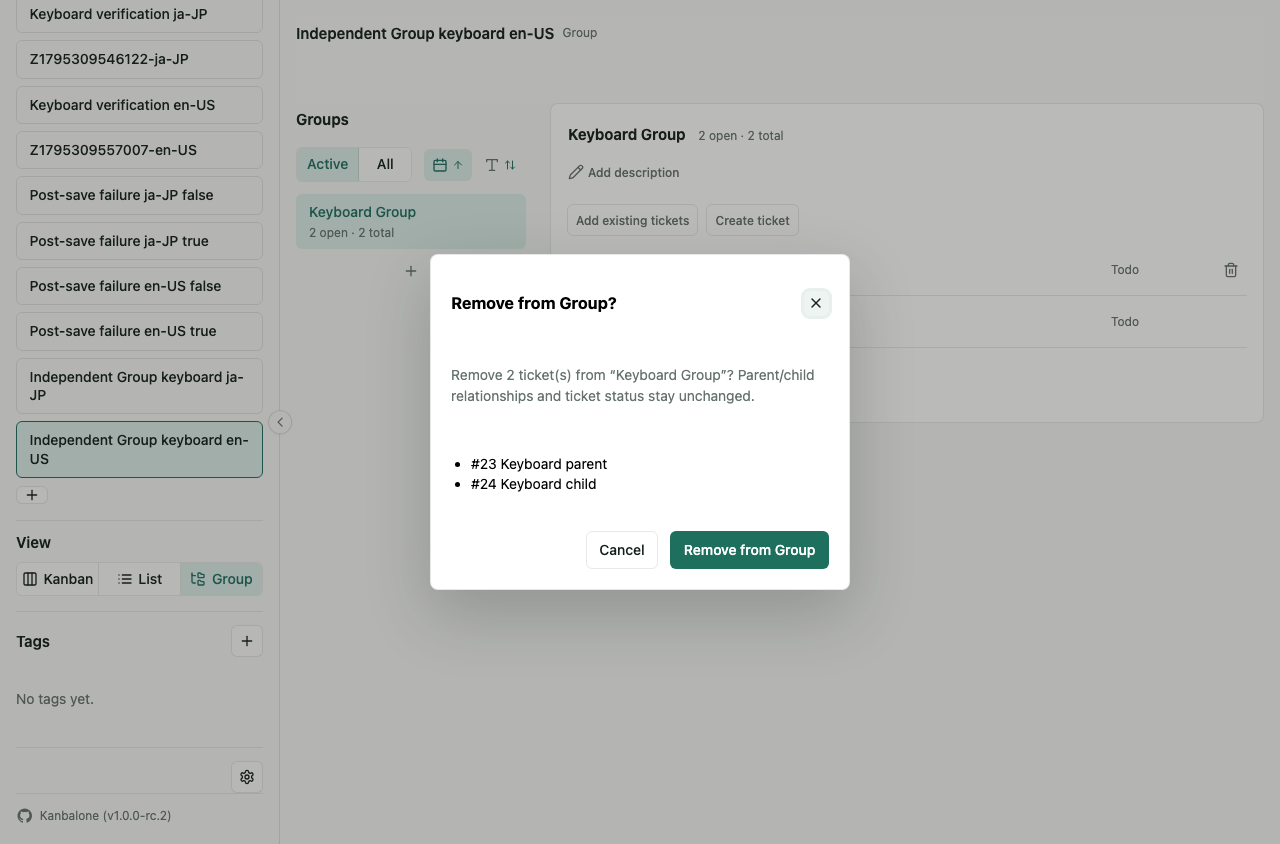 Keyboard verification ja-JP
Z1795309546122-ja-JP
Keyboard verification en-US
Z1795309557007-en-US
Post-save failure ja-JP false
Post-save failure ja-JP true
Post-save failure en-US false
Post-save failure en-US true
Independent Group keyboard ja-
JP
Independent Group keyboard en-
US
View
Kanban
List
Group
Tags
No tags yet.
Kanbalone (v1.0.0-rc.2)
Independent Group keyboard en-US Group
Groups
Active
All
Keyboard Group
2 open · 2 total
Keyboard Group 2 open · 2 total
Add description
Add existing tickets
Create ticket
Todo
Todo
Remove from Group?
Remove 2 ticket(s) from “Keyboard Group”? Parent/child
relationships and ticket status stay unchanged.
• #23 Keyboard parent
• #24 Keyboard child
Cancel
Remove from Group